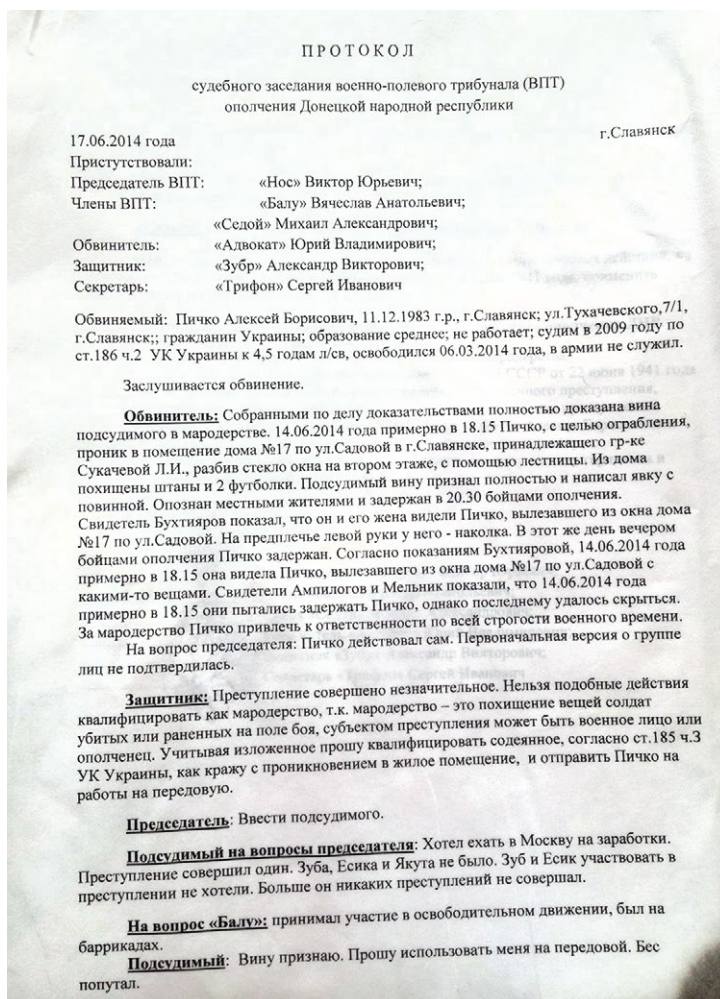 П Р О Т О К О Л
судебного заседания военно-полевого трибунала (ВПТ)
ополчения Донецкой народной республики
17.06.2014 года
г.Славянск
Пристутствовали:
Председатель ВПТ: «Нос» Виктор Юрьевич;
Члены ВПТ: «Балу» Вячеслав Анатольевич;
«Седой» Михаил Александрович;
Обвинитель: «Адвокат» Юрий Владимирович;
Защитник: «Зубр» Александр Викторович;
Секретарь: «Трифон» Сергей Иванович
Обвиняемый: Пичко Алексей Борисович, 11.12.1983 г.р., г.Славянск; ул.Тухачевского,7/1,
г.Славянск;; гражданин Украины; образование среднее; не работает; судим в 2009 году по
ст.186 ч.2 УК Украины к 4,5 годам л/св, освободился 06.03.2014 года, в армии не служил.
Заслушивается обвинение.
Обвинитель: Собранными по делу доказательствами полностью доказана вина
подсудимого в мародерстве. 14.06.2014 года примерно в 18.15 Пичко, с целью ограбления,
проник в помещение дома №17 по ул.Садовой в г.Славянске, принадлежащего гр-ке
Сукачевой Л.И., разбив стекло окна на втором этаже, с помощью лестницы. Из дома
похищены штаны и 2 футболки. Подсудимый вину признал полностью и написал явку с
повинной. Опознан местными жителями и задержан в 20.30 бойцами ополчения.
Свидетель Бухтияров показал, что он и его жена видели Пичко, вылезавшего из окна дома
№17 по ул.Садовой. На предплечье левой руки у него - наколка. В этот же день вечером
бойцами ополчения Пичко задержан. Согласно показаниям Бухтияровой, 14.06.2014 года
примерно в 18.15 она видела Пичко, вылезавшего из окна дома №17 по ул.Садовой с
какими-то вещами. Свидетели Ампилогов и Мельник показали, что 14.06.2014 года
примерно в 18.15 они пытались задержать Пичко, однако последнему удалось скрыться.
За мародерство Пичко привлечь к ответственности по всей строгости военного времени.
На вопрос председателя: Пичко действовал сам. Первоначальная версия о группе
лиц не подтвердилась.
Защитник: Преступление совершено незначительное. Нельзя подобные действия
квалифицировать как мародерство, т.к. мародерство – это похищение вещей солдат
убитых или раненных на поле боя, субъектом преступления может быть военное лицо или
ополченец. Учитывая изложенное прошу квалифицировать содеянное, согласно ст.185 ч.3
УК Украины, как кражу с проникновением в жилое помещение, и отправить Пичко на
работы на передовую.
Председатель: Ввести подсудимого.
Подсудимый на вопросы председателя: Хотел ехать в Москву на заработки.
Преступление совершил один. Зуба, Есика и Якута не было. Зуб и Есик участвовать в
преступлении не хотели. Больше он никаких преступлений не совершал.
На вопрос «Балу»: принимал участие в освободительном движении, был на
баррикадах.
Подсудимый: Вину признаю. Прошу использовать меня на передовой. Бес
попутал.